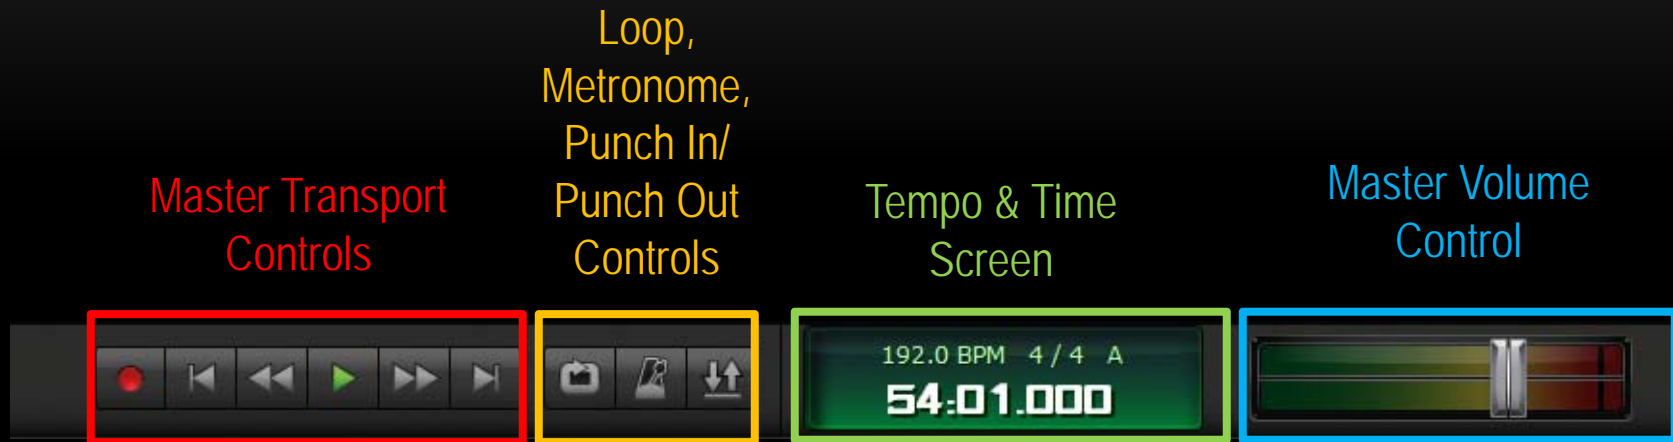 Master Transport
Controls
Loop,
Metronome,
Punch In/
Punch Out
Controls
Tempo & Time
Screen
Master Volume
Control
192.0 BPM 4/4 A
54:01.000